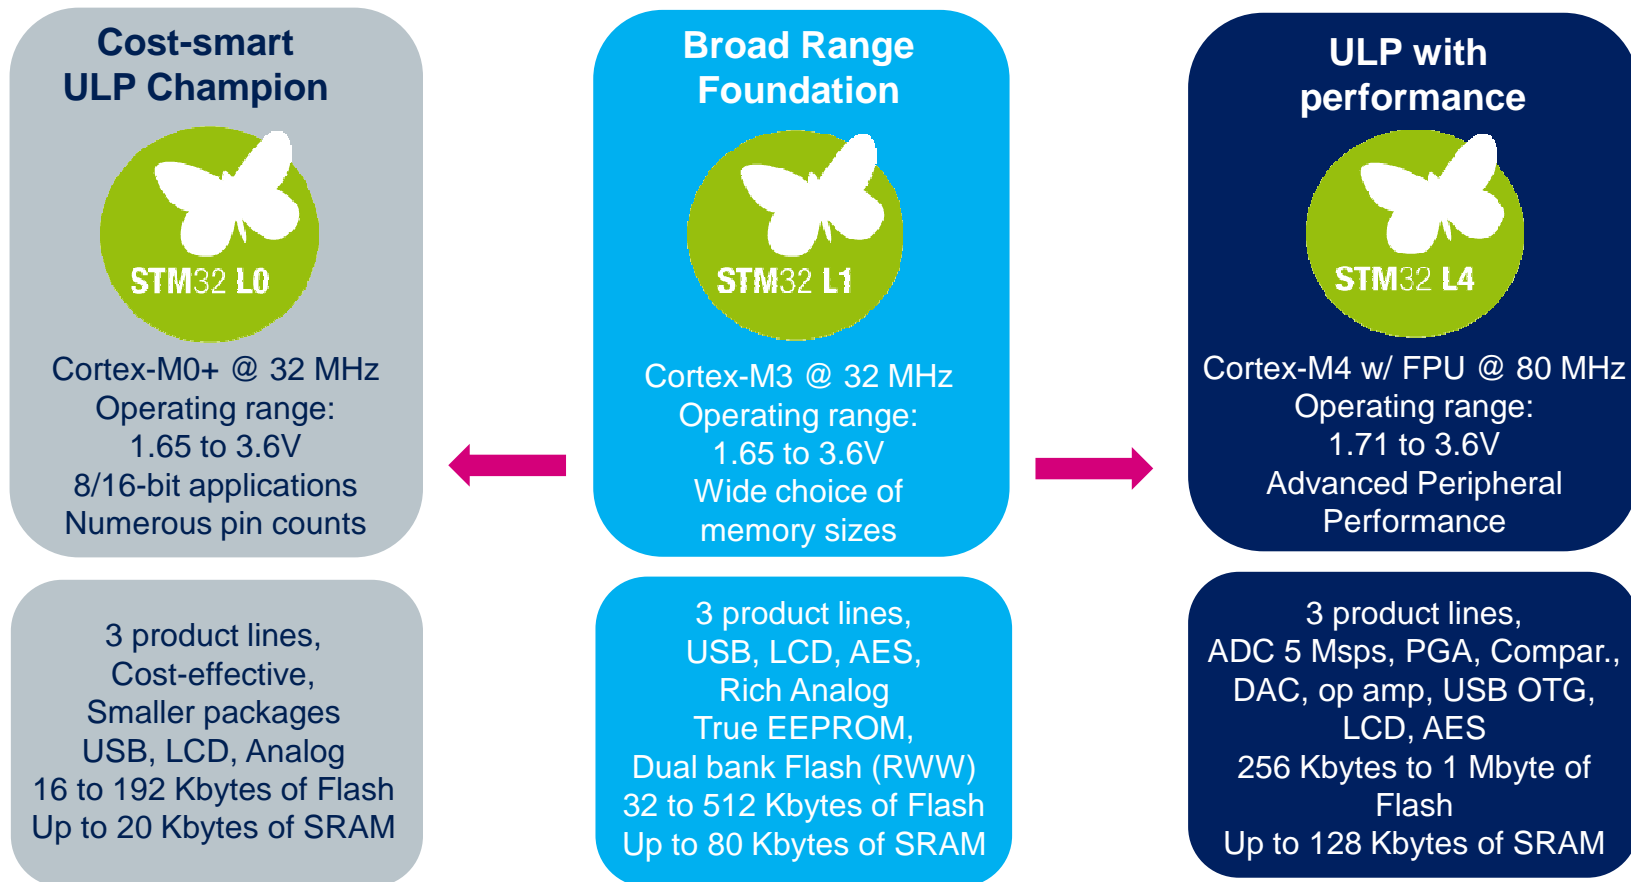 Cost-smart
ULP Champion
STM32 L0
Cortex-M0+ @ 32 MHz
Operating range:
1.65 to 3.6V
8/16-bit applications
Numerous pin counts
3 product lines,
Cost-effective,
Smaller packages
USB, LCD, Analog
16 to 192 Kbytes of Flash
Up to 20 Kbytes of SRAM
Broad Range
Foundation
STM32 L1
Cortex-M3 @ 32 MHz
Operating range:
1.65 to 3.6V
Wide choice of
memory sizes
3 product lines,
USB, LCD, AES,
Rich Analog
True EEPROM,
Dual bank Flash (RWW)
32 to 512 Kbytes of Flash
Up to 80 Kbytes of SRAM
ULP with
performance
STM32 L4
Cortex-M4 w/ FPU @ 80 MHz
Operating range:
1.71 to 3.6V
Advanced Peripheral
Performance
3 product lines,
ADC 5 Msps, PGA, Compar.,
DAC, op amp, USB OTG,
LCD, AES
256 Kbytes to 1 Mbyte of
Flash
Up to 128 Kbytes of SRAM